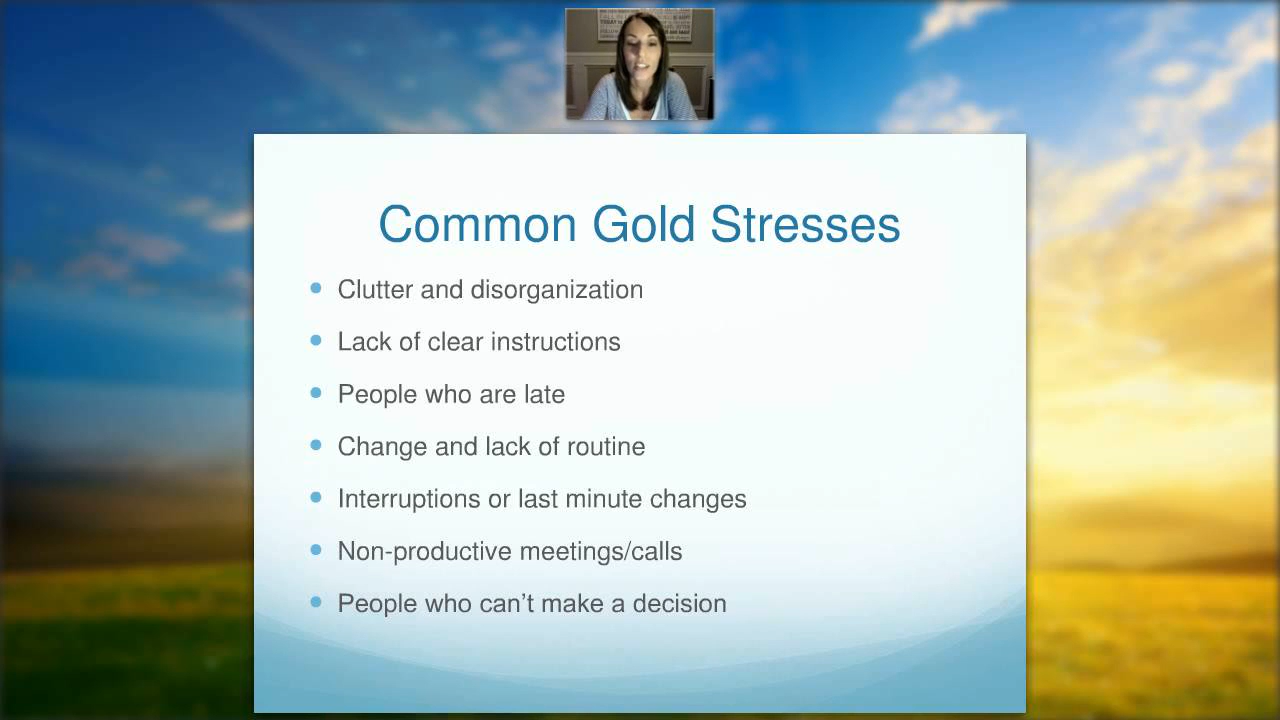 Common Gold Stresses
Clutter and disorganization
Lack of clear instructions
People who are late
Change and lack of routine
Interruptions or last minute changes
Non-productive meetings/calls
People who can't make a decision